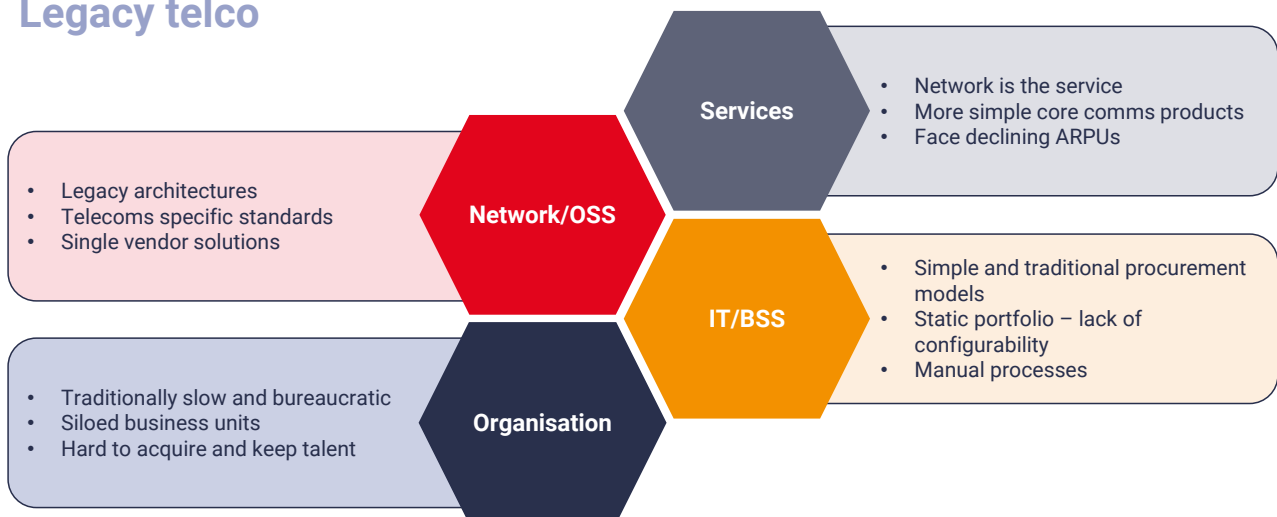 Legacy telco
Services
• Network is the service
• More simple core comms products
• Face declining ARPUs
• Legacy architectures
• Telecoms specific standards
• Single vendor solutions
Network/OSS
IT/BSS
• Simple and traditional procurement
models
• Static portfolio – lack of
configurability
• Manual processes
• Traditionally slow and bureaucratic
• Siloed business units
• Hard to acquire and keep talent
Organisation